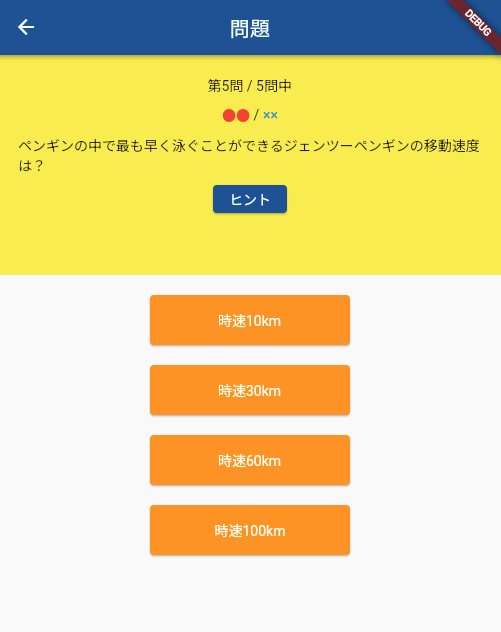 問題
DEBUG
第5問 / 5問中
●● / ××
ペンギンの中で最も早く泳ぐことができるジェンツーペンギンの移動速度
は？
ヒント
時速10km
時速30km
時速60km
時速100km